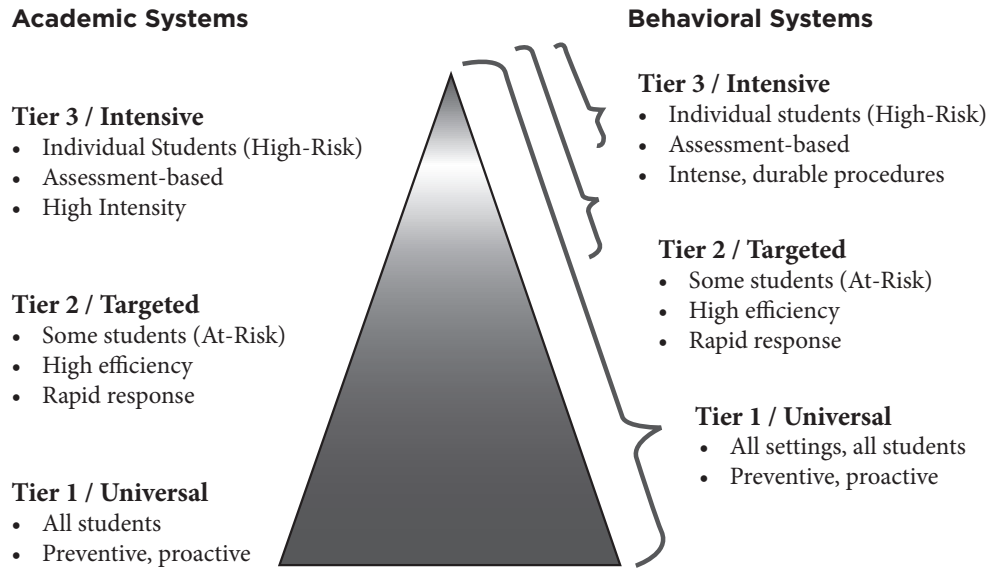 Academic Systems
Tier 3 / Intensive
• Individual Students (High-Risk)
• Assessment-based
• High Intensity
Tier 2 / Targeted
• Some students (At-Risk)
• High efficiency
• Rapid response
Tier 1 / Universal
• All students
• Preventive, proactive
Behavioral Systems
Tier 3 / Intensive
• Individual students (High-Risk)
• Assessment-based
• Intense, durable procedures
Tier 2 / Targeted
• Some students (At-Risk)
• High efficiency
• Rapid response
Tier 1 / Universal
• All settings, all students
• Preventive, proactive